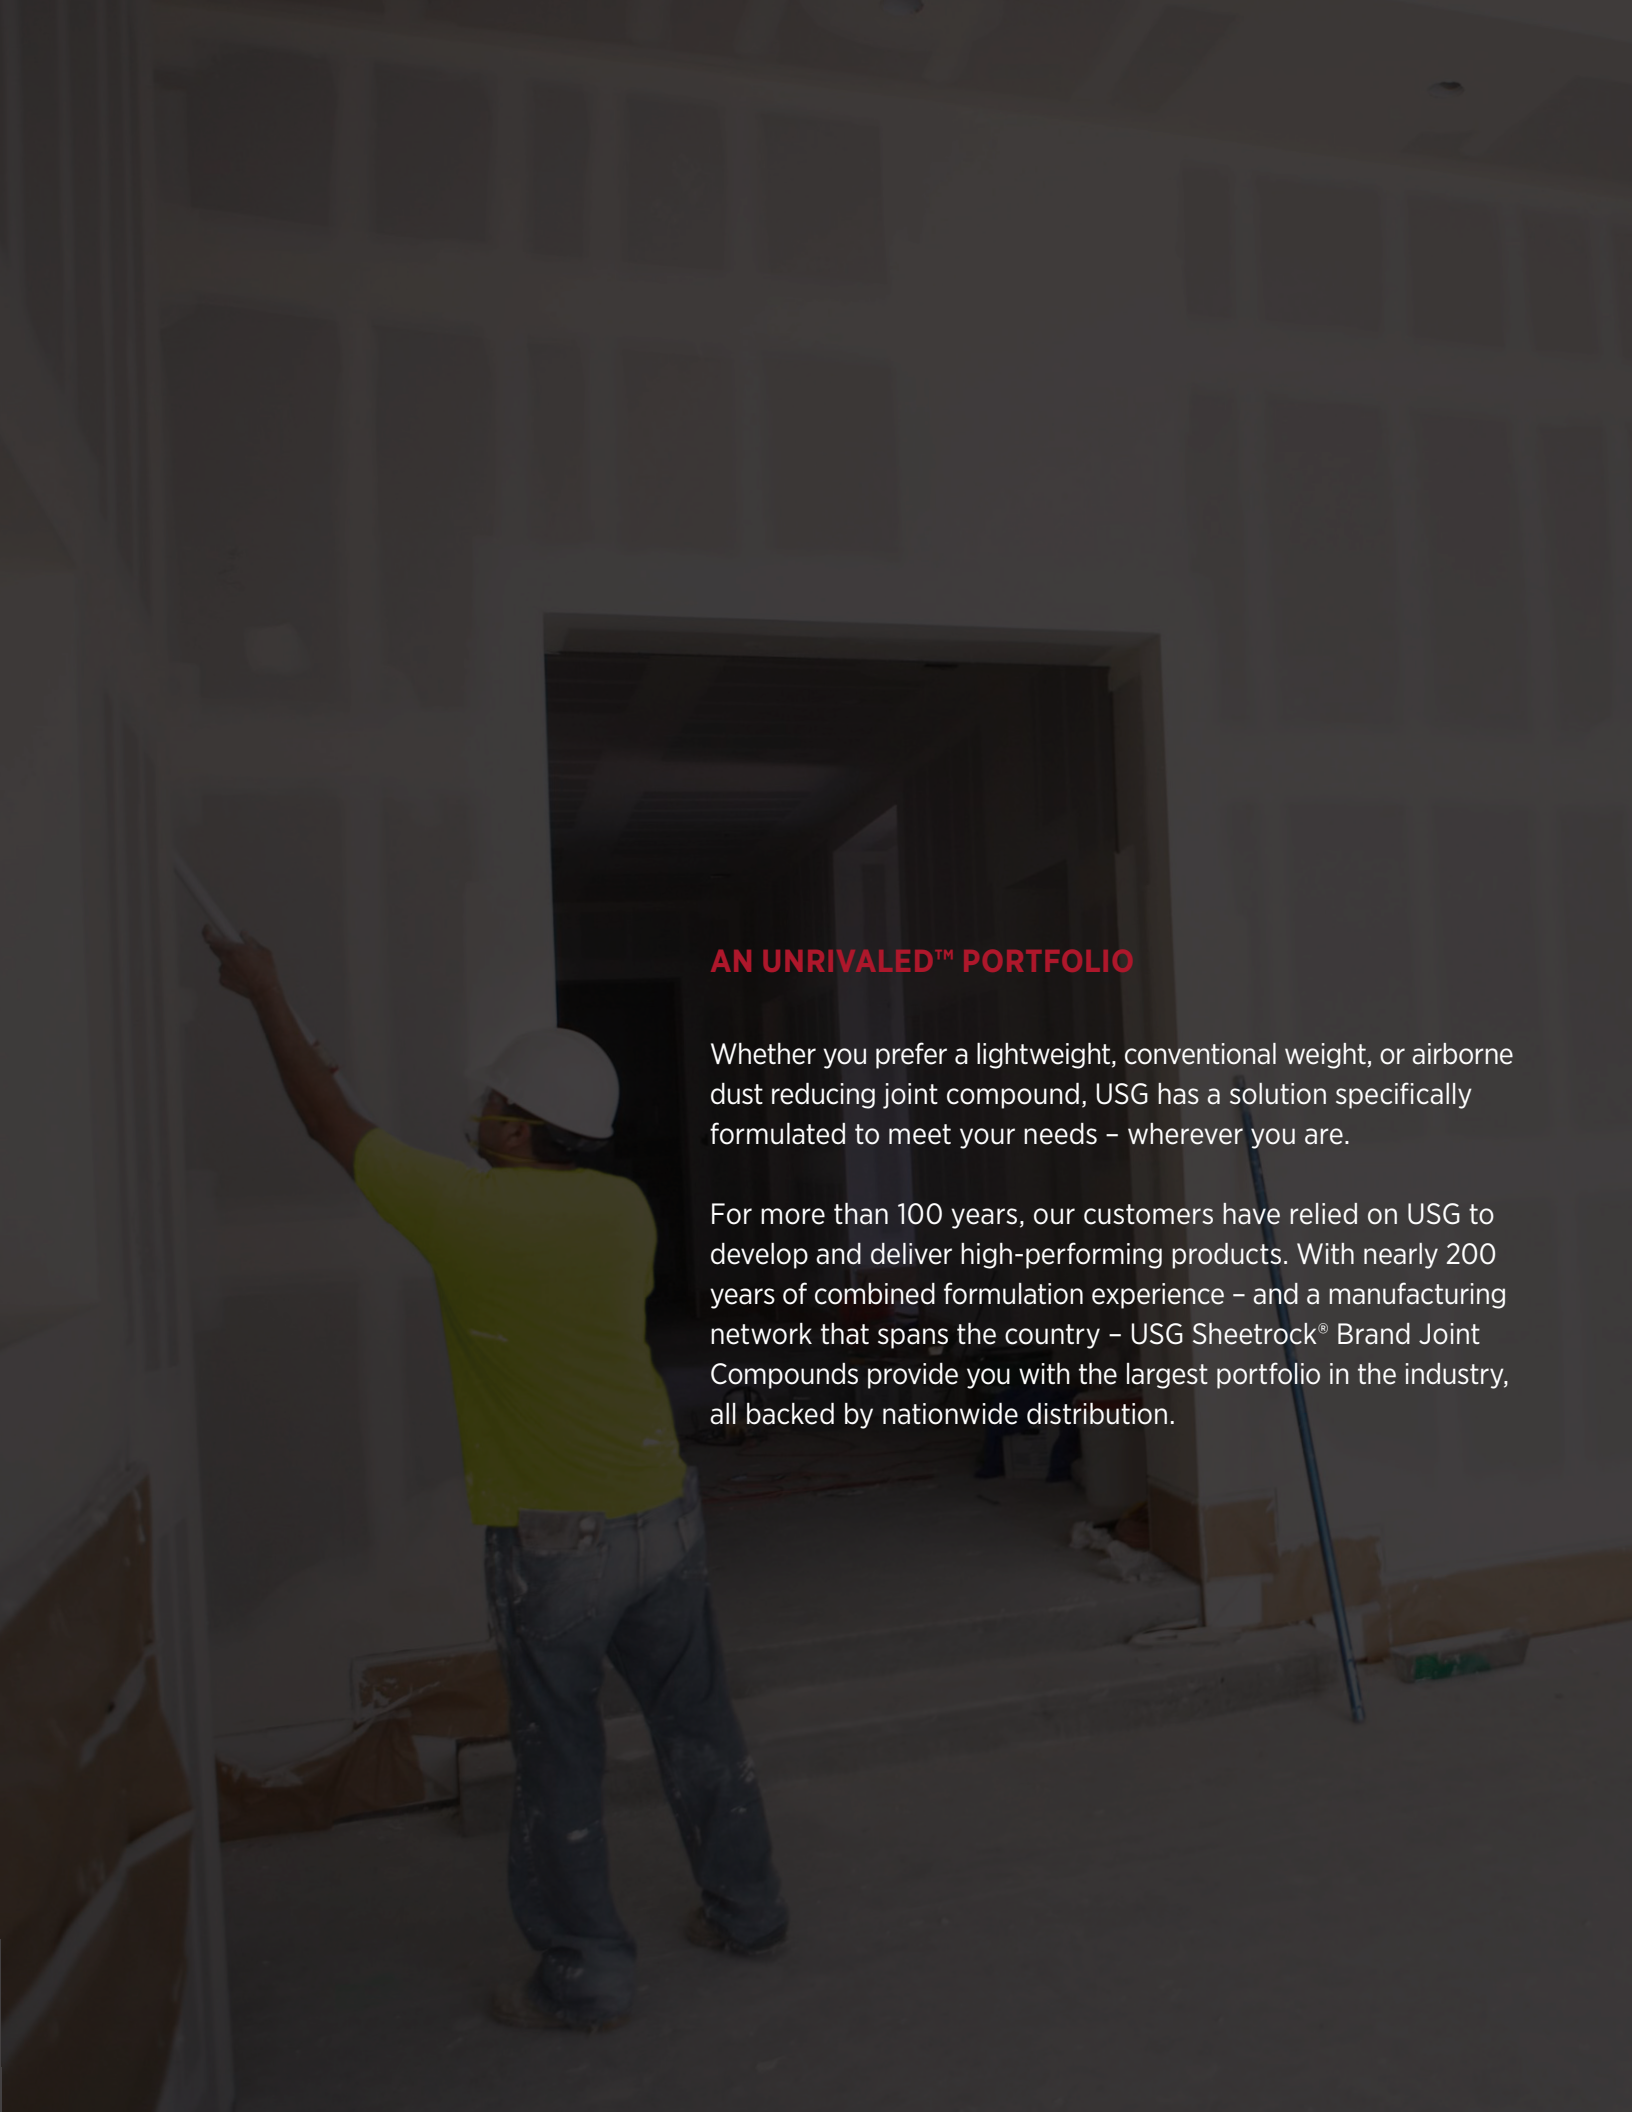 AN UNRIVALED™ PORTFOLIO
Whether you prefer a lightweight, conventional weight, or airborne
dust reducing joint compound, USG has a solution specifically
formulated to meet your needs – wherever you are.
For more than 100 years, our customers have relied on USG to
develop and deliver high-performing products. With nearly 200
years of combined formulation experience – and a manufacturing
network that spans the country – USG Sheetrock® Brand Joint
Compounds provide you with the largest portfolio in the industry,
all backed by nationwide distribution.